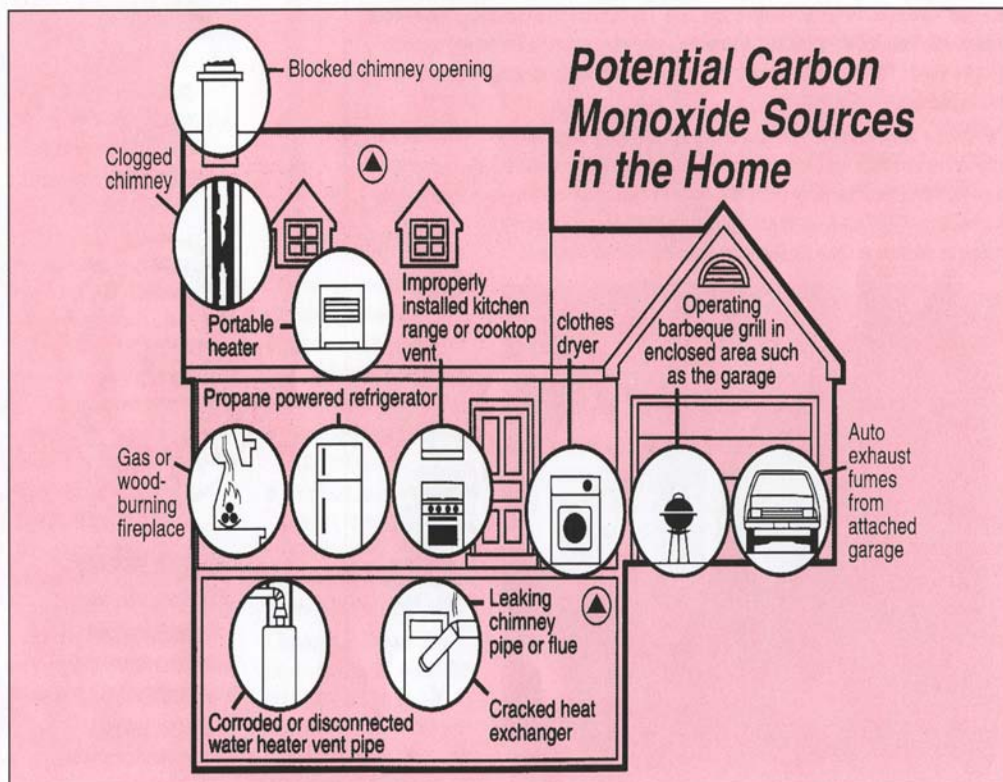 Potential Carbon
Monoxide Sources
in the Home
Blocked chimney opening
Clogged
chimney
Portable
heater
Improperly
installed kitchen
range or cooktop
vent
clothes
dryer
Operating
barbeque grill in
enclosed area such
as the garage
Propane powered refrigerator
Gas or
wood-
burning
fireplace
Auto
exhaust
fumes
from
attached
garage
Leaking
chimney
pipe or flue
Corroded or disconnected
water heater vent pipe
Cracked heat
exchanger